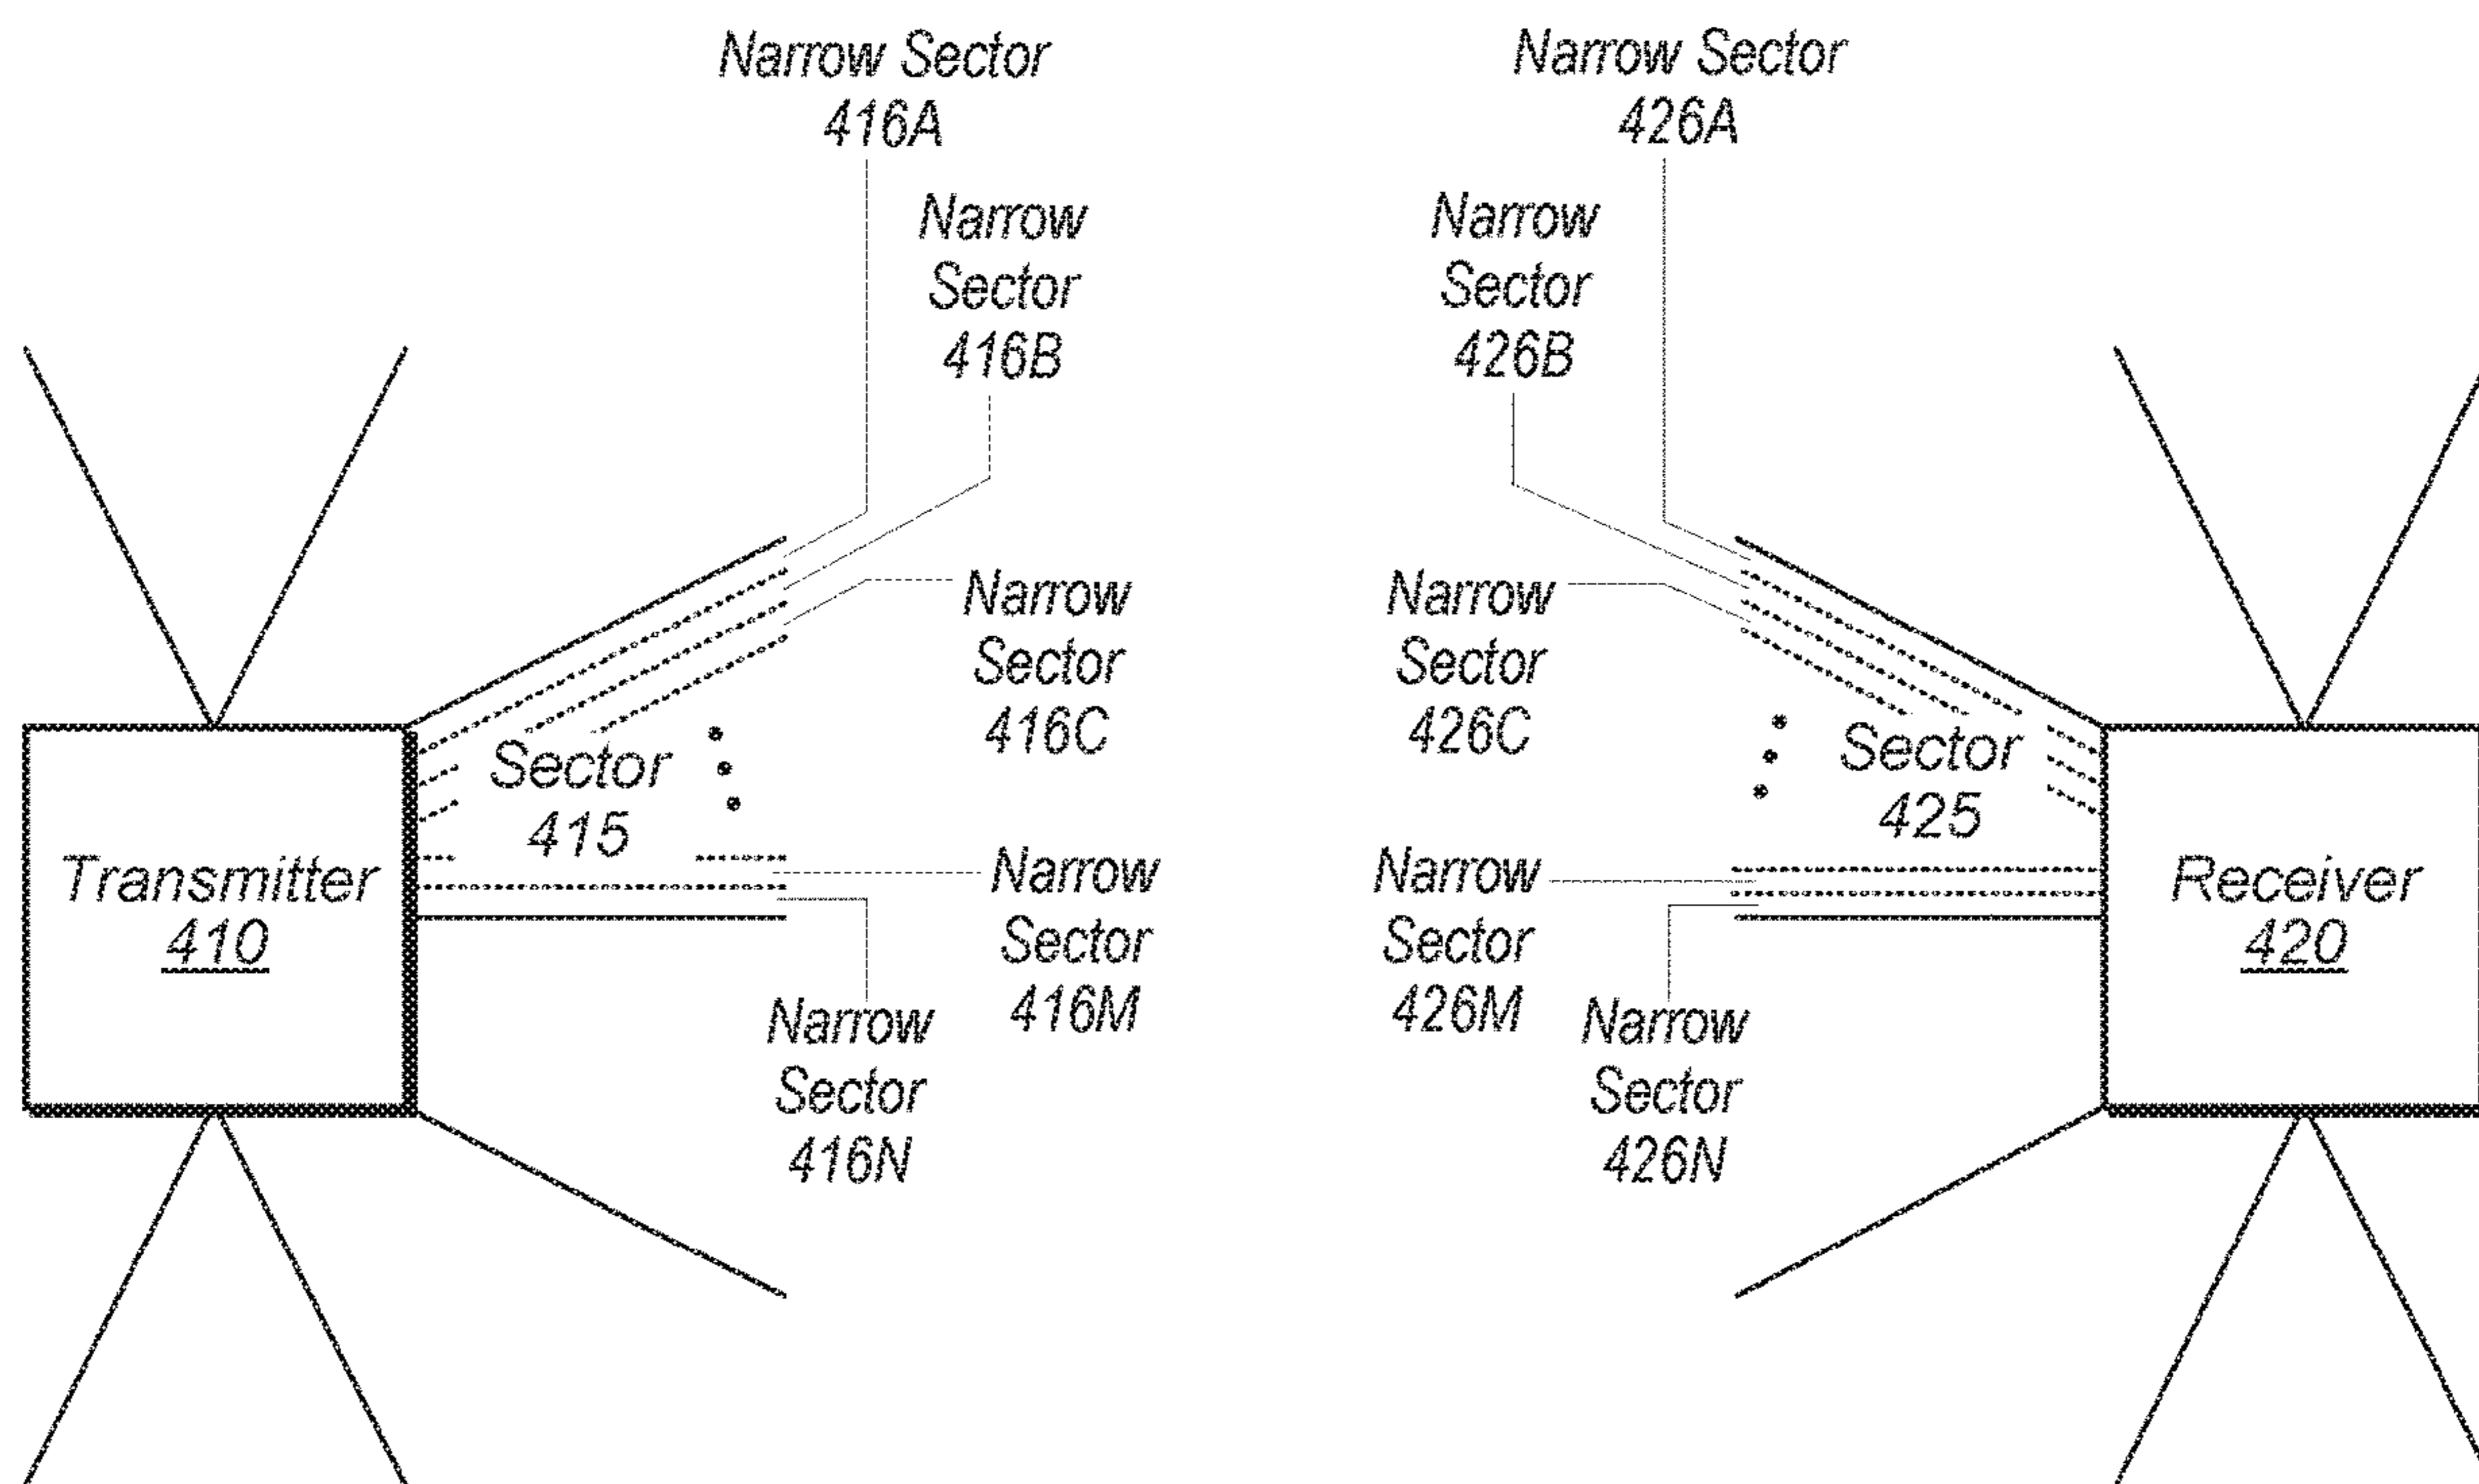 Narrow Sector
416A
Narrow Sector
426A
Narrow
Sector
416B
Narrow
Sector
426B
Narrow
Sector
416C
Narrow
Sector
426C
Sector
415
Sector
425
Transmitter
410
Narrow
Sector
416M
Narrow
Sector
426M
Receiver
420
Narrow
Sector
416N
Narrow
Sector
426N